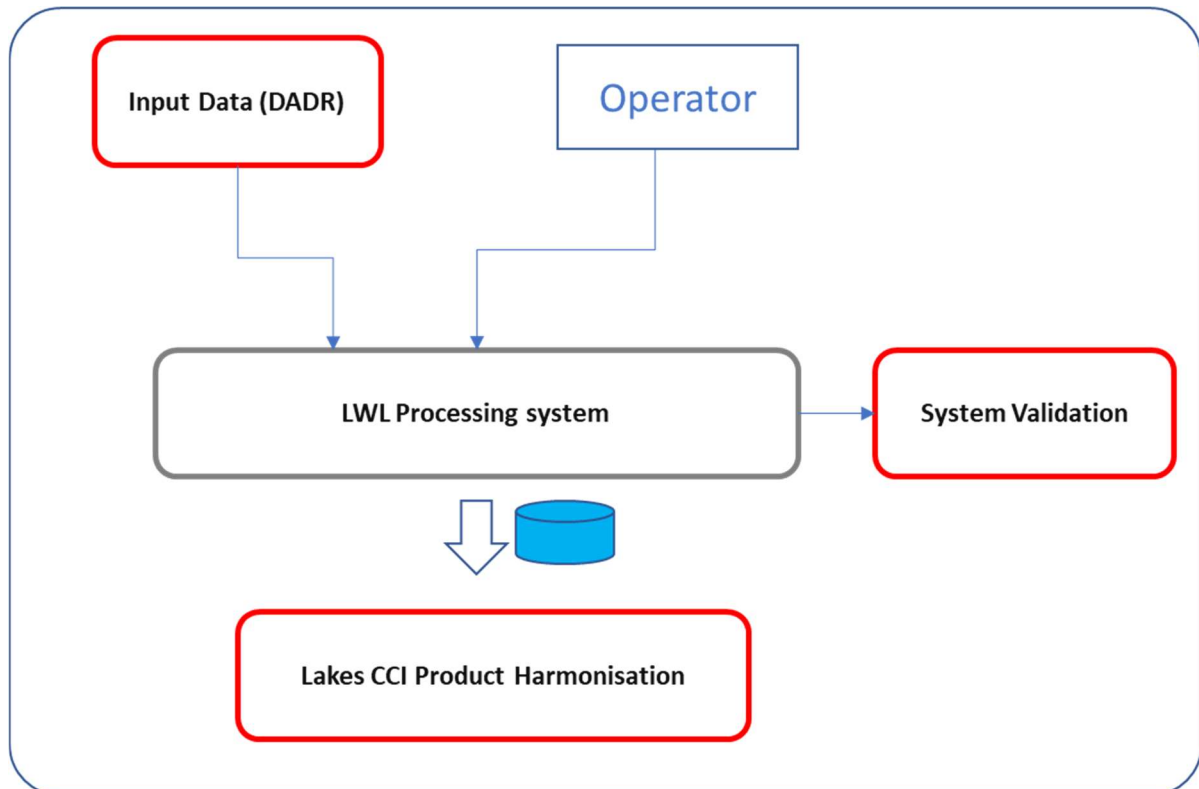 Input Data (DADR)
Operator
LWL Processing system
System Validation
Lakes CCI Product Harmonisation